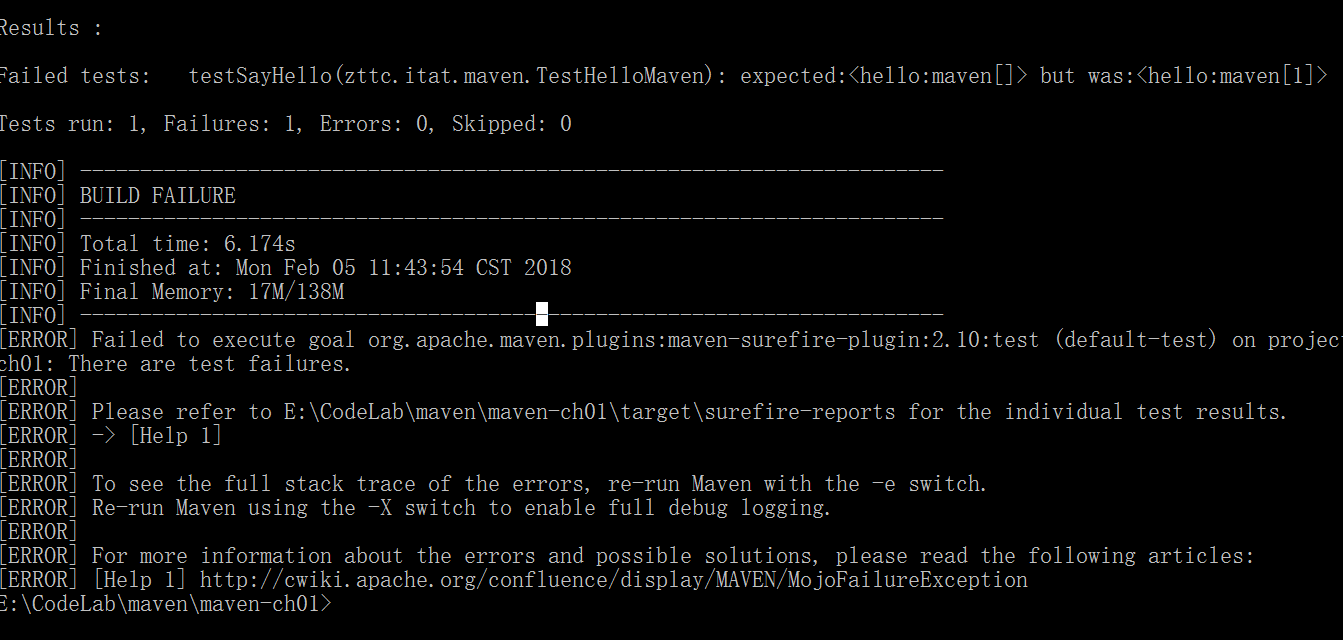 Results :
Failed tests:   testSayHello(zttc.itat.maven.TestHelloMaven): expected:<hello:maven[]> but was:<hello:maven[1]>
Tests run: 1, Failures: 1, Errors: 0, Skipped: 0
[INFO] ------------------------------------------------------------------------
[INFO] BUILD FAILURE
[INFO] ------------------------------------------------------------------------
[INFO] Total time: 6.174s
[INFO] Finished at: Mon Feb 05 11:43:54 CST 2018
[INFO] Final Memory: 17M/138M
[INFO] ------------------------------------------------------------------------
[ERROR] Failed to execute goal org.apache.maven.plugins:maven-surefire-plugin:2.10:test (default-test) on projec
ch01: There are test failures.
[ERROR]
[ERROR] Please refer to E:\CodeLab\maven\maven-ch01\target\surefire-reports for the individual test results.
[ERROR] -> [Help 1]
[ERROR]
[ERROR] To see the full stack trace of the errors, re-run Maven with the -e switch.
[ERROR] Re-run Maven using the -X switch to enable full debug logging.
[ERROR]
[ERROR] For more information about the errors and possible solutions, please read the following articles:
[ERROR] [Help 1] http://cwiki.apache.org/confluence/display/MAVEN/MojoFailureException
E:\CodeLab\maven\maven-ch01>